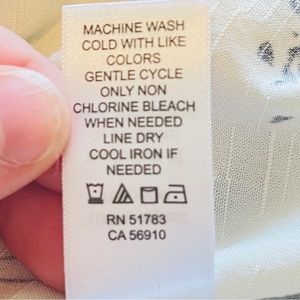 MACHINE WASH
COLD WITH LIKE
COLORS
GENTLE CYCLE
ONLY NON
CHLORINE BLEACH
WHEN NEEDED
LINE DRY
COOL IRON IF
NEEDED
RN 51783
CA 56910